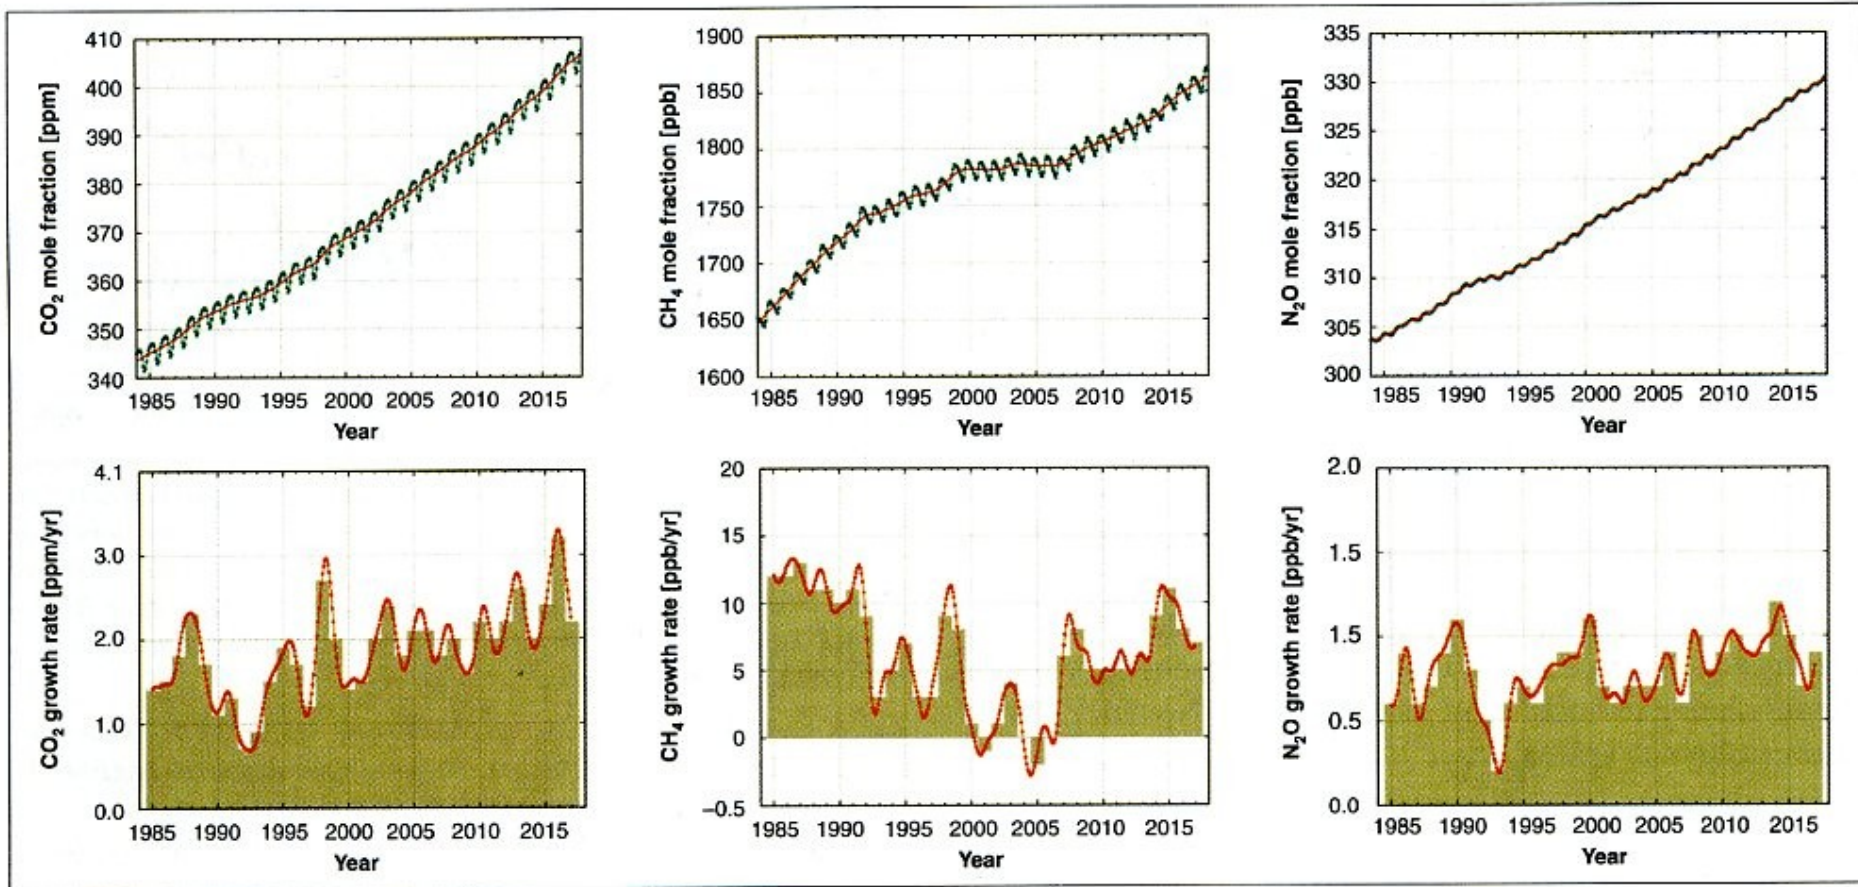 410
400
390
380
370
360
350
340
CO₂ mole fraction [ppm]
1985 1990 1995 2000 2005 2010 2015
Year
1900
1850
1800
1750
1700
1650
1600
CH₄ mole fraction [ppb]
1985 1990 1995 2000 2005 2010 2015
Year
335
330
325
320
315
310
305
300
N₂O mole fraction [ppb]
1985 1990 1995 2000 2005 2010 2015
Year
4.1
3.0
2.0
1.0
0.0
CO₂ growth rate [ppm/yr]
1985 1990 1995 2000 2005 2010 2015
Year
20
15
10
5
0
−0.5
CH₄ growth rate [ppb/yr]
1985 1990 1995 2000 2005 2010 2015
Year
2.0
1.5
1.5
0.5
0.0
N₂O growth rate [ppb/yr]
1985 1990 1995 2000 2005 2010 2015
Year